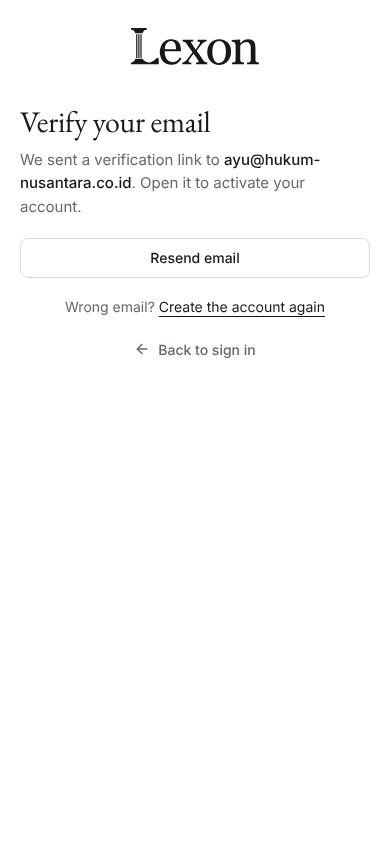 Lexon
Verify your email
We sent a verification link to ayu@hukum-
nusantara.co.id. Open it to activate your
account.
Resend email
Wrong email? Create the account again
← Back to sign in